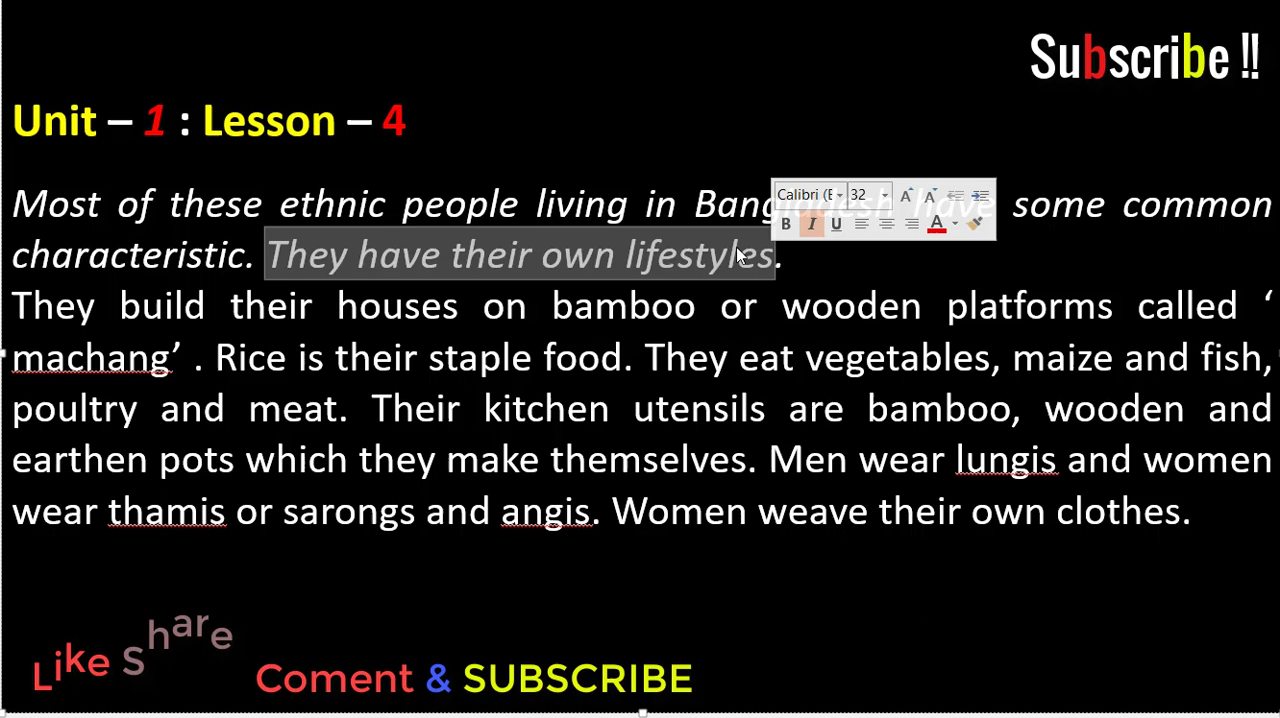 Subscribe !!
Unit – 1 : Lesson – 4
Calibri (E 32
Most of these ethnic people living in Bangladesh have some common
characteristic. They have their own lifestyles.
They build their houses on bamboo or wooden platforms called ‘
machang’ . Rice is their staple food. They eat vegetables, maize and fish,
poultry and meat. Their kitchen utensils are bamboo, wooden and
earthen pots which they make themselves. Men wear lungis and women
wear thamis or sarongs and angis. Women weave their own clothes.
Like share
Coment & SUBSCRIBE